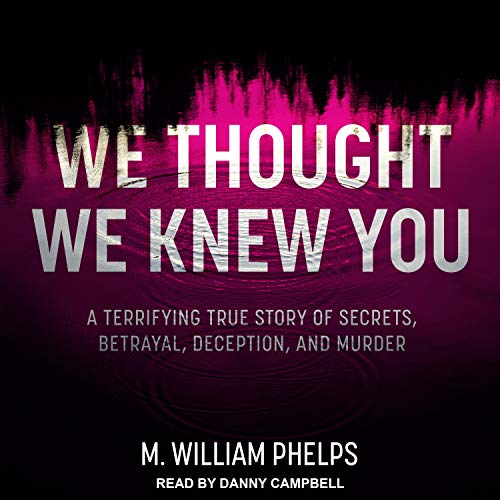 WE THOUGHT
WE KNEW YOU
A TERRIFYING TRUE STORY OF SECRETS,
BETRAYAL, DECEPTION, AND MURDER
M. WILLIAM PHELPS
READ BY DANNY CAMPBELL